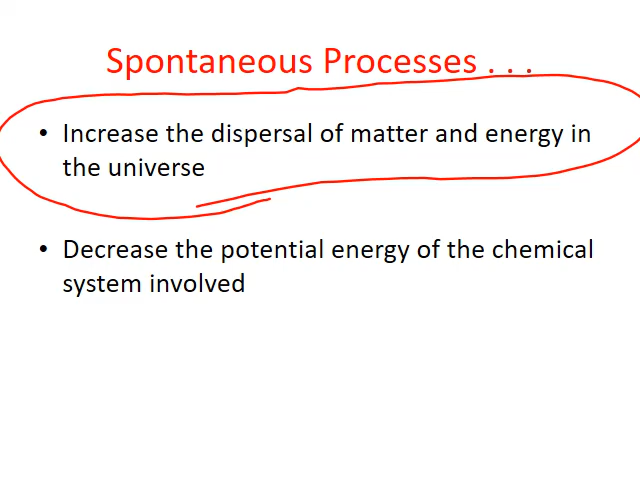 Spontaneous Processes . . .
• Increase the dispersal of matter and energy in
the universe
• Decrease the potential energy of the chemical
system involved